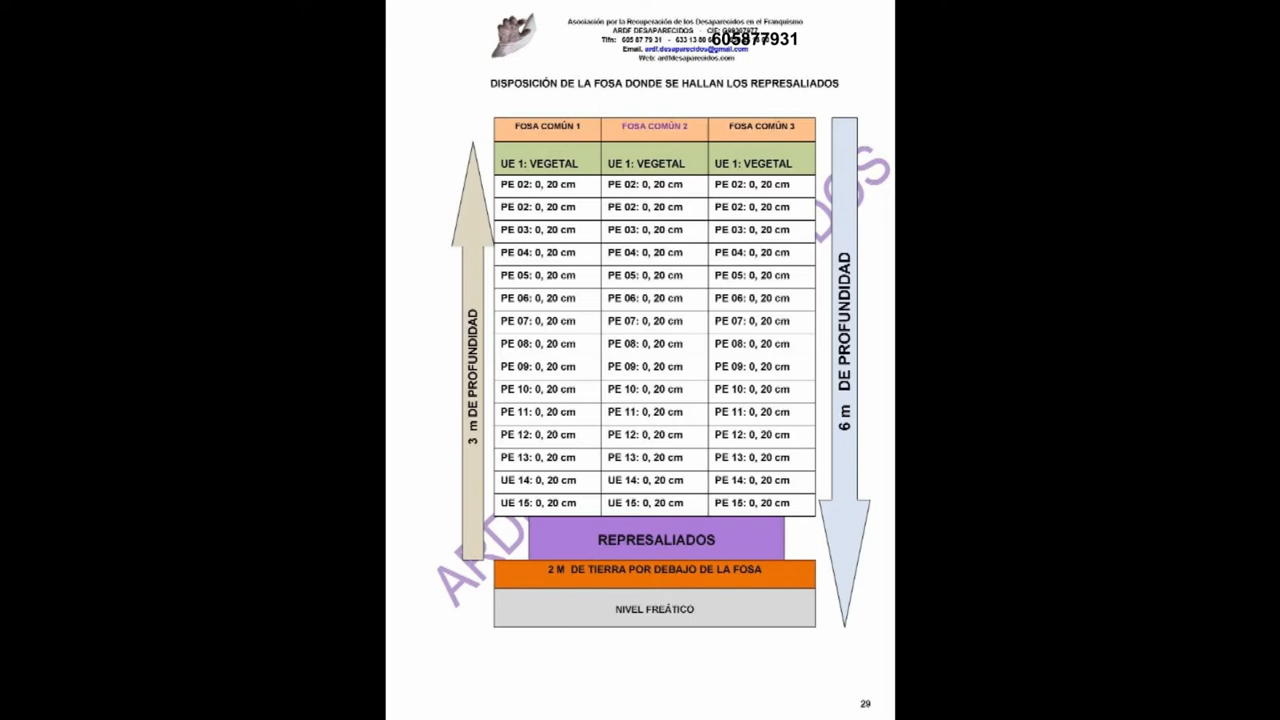 Asociación por la Recuperación de los Desaparecidos en el Franquismo
ARDF DESAPARECIDOS - CIF:
Tlfn: 605 87 79 31 - 633 13 605877931
Email. ardf.desaparecidos@gmail.com
Web: ardfdesaparecidos.com
DISPOSICIÓN DE LA FOSA DONDE SE HALLAN LOS REPRESALIADOS
FOSA COMÚN 1 FOSA COMÚN 2 FOSA COMÚN 3
UE 1: VEGETAL UE 1: VEGETAL UE 1: VEGETAL
PE 02: 0, 20 cm PE 02: 0, 20 cm PE 02: 0, 20 cm
PE 02: 0, 20 cm PE 02: 0, 20 cm PE 02: 0, 20 cm
PE 03: 0, 20 cm PE 03: 0, 20 cm PE 03: 0, 20 cm
PE 04: 0, 20 cm PE 04: 0, 20 cm PE 04: 0, 20 cm
PE 05: 0, 20 cm PE 05: 0, 20 cm PE 05: 0, 20 cm
PE 06: 0, 20 cm PE 06: 0, 20 cm PE 06: 0, 20 cm
PE 07: 0, 20 cm PE 07: 0, 20 cm PE 07: 0, 20 cm
PE 08: 0, 20 cm PE 08: 0, 20 cm PE 08: 0, 20 cm
PE 09: 0, 20 cm PE 09: 0, 20 cm PE 09: 0, 20 cm
PE 10: 0, 20 cm PE 10: 0, 20 cm PE 10: 0, 20 cm
PE 11: 0, 20 cm PE 11: 0, 20 cm PE 11: 0, 20 cm
PE 12: 0, 20 cm PE 12: 0, 20 cm PE 12: 0, 20 cm
PE 13: 0, 20 cm PE 13: 0, 20 cm PE 13: 0, 20 cm
UE 14: 0, 20 cm UE 14: 0, 20 cm PE 14: 0, 20 cm
UE 15: 0, 20 cm UE 15: 0, 20 cm PE 15: 0, 20 cm
REPRESALIADOS
2 M DE TIERRA POR DEBAJO DE LA FOSA
NIVEL FREÁTICO
3 m DE PROFUNDIDAD
6 m DE PROFUNDIDAD
29